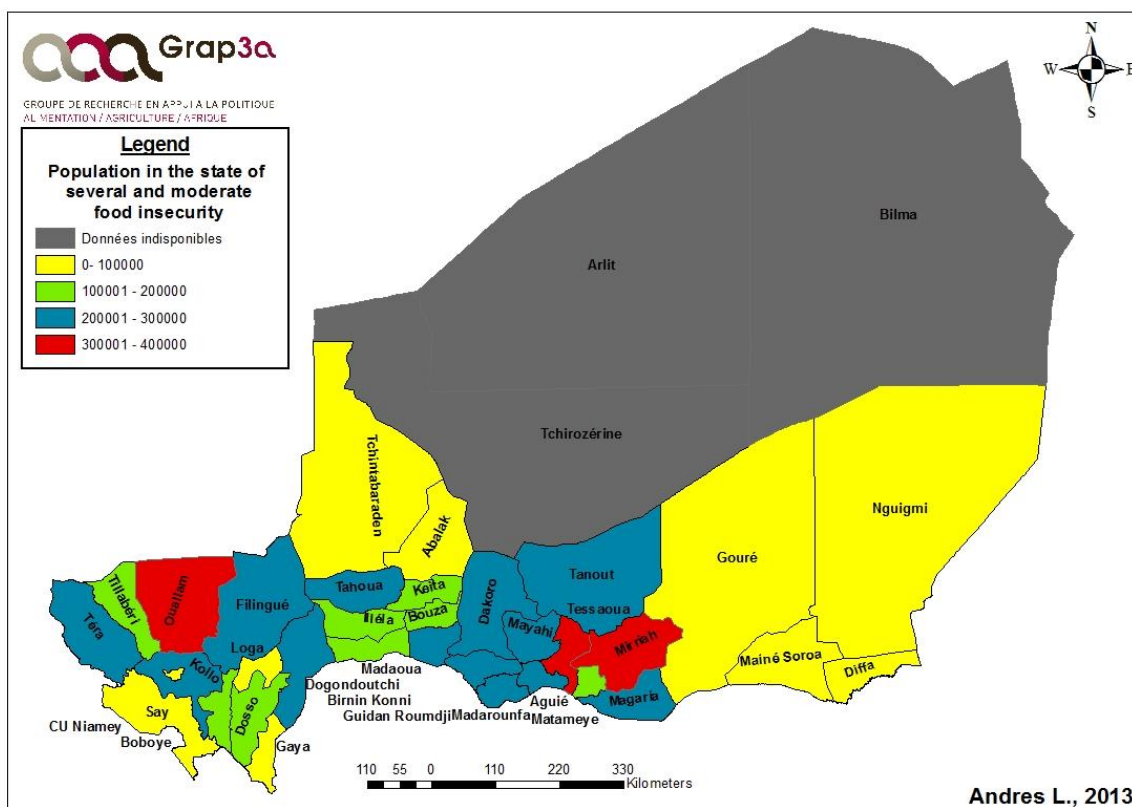 Grap3a
GROUPE DE RECHERCHE EN APPUI A LA POLITIQUE
ALIMENTATION / AGRICULTURE / AFRIQUE
Legend
Population in the state of
several and moderate
food insecurity
Données indisponibles
0- 100000
100001 - 200000
200001 - 300000
300001 - 400000
N
W
E
S
Bilma
Arlit
Tchirozérine
Tchintabaraden
Abalak
Nguigmi
Gouré
Tanout
Tessaoua
Tahoua
Keita
Bouza
Illéla
Dakoro
Mayahi
Mirriah
Mainé Soroa
Diffa
Magaria
Filingué
Ouallam
Tillabéri
Téra
Loga
Kollo
Dosso
Say
Madaoua
Dogondoutchi
Birnin Konni
Guidan Roumdji
Madarounfa
Aguié
Matameye
CU Niamey
Boboye
Gaya
110 55 0 110 220 330
Kilometers
Andres L., 2013